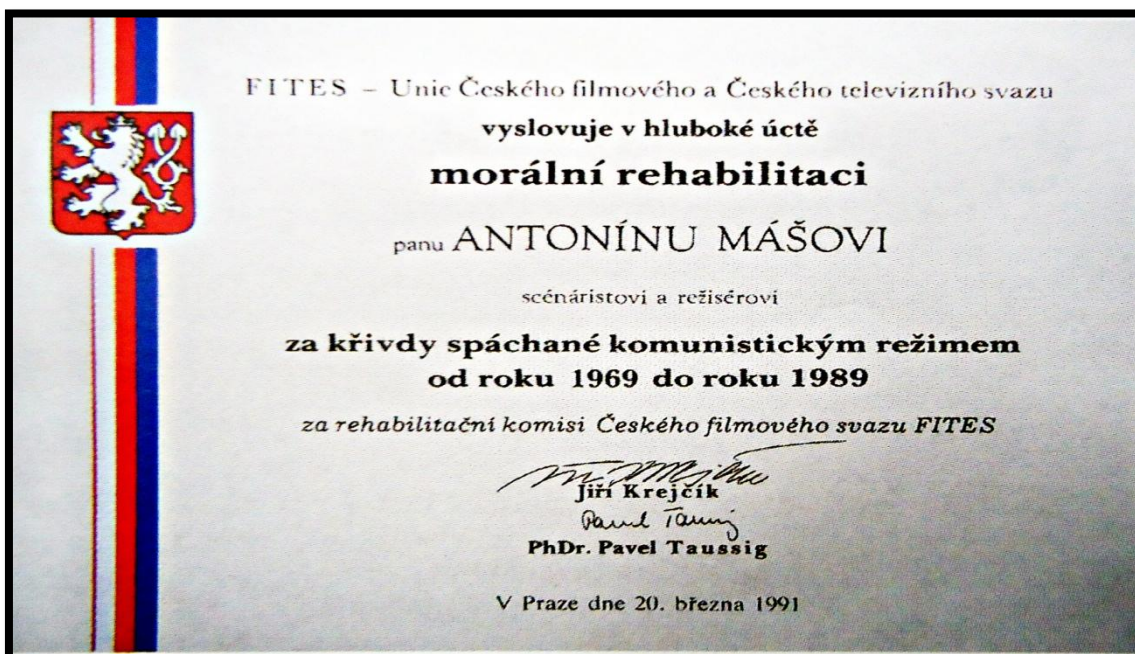 FITES – Unie Českého filmového a Českého televizního svazu
vyslovuje v hluboké úctě
morální rehabilitaci
panu ANTONÍNU MÁŠOVI
scénáristovi a režisérovi
za křivdy spáchané komunistickým režimem
od roku 1969 do roku 1989
za rehabilitační komisi Českého filmového svazu FITES
Jiří Krejčík
PhDr. Pavel Taussig
V Praze dne 20. března 1991